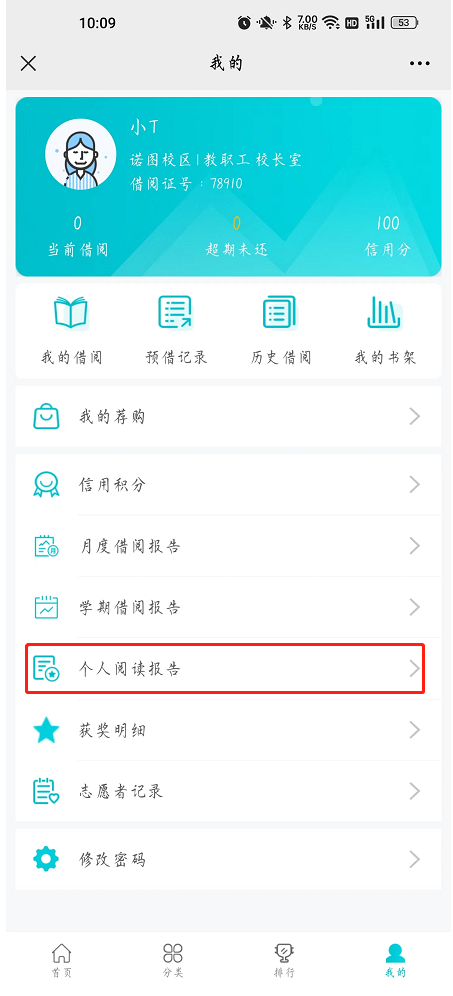 10:09
7.00 KB/S
HD
5G
53
我的
小T
诺图校区|教职工校长室
借阅证号：78910
0 0 100
当前借阅 超期未还 信用分
我的借阅 预借记录 历史借阅 我的书架
我的荐购
信用积分
月度借阅报告
学期借阅报告
个人阅读报告
获奖明细
志愿者记录
修改密码
首页 分类 排行 我的